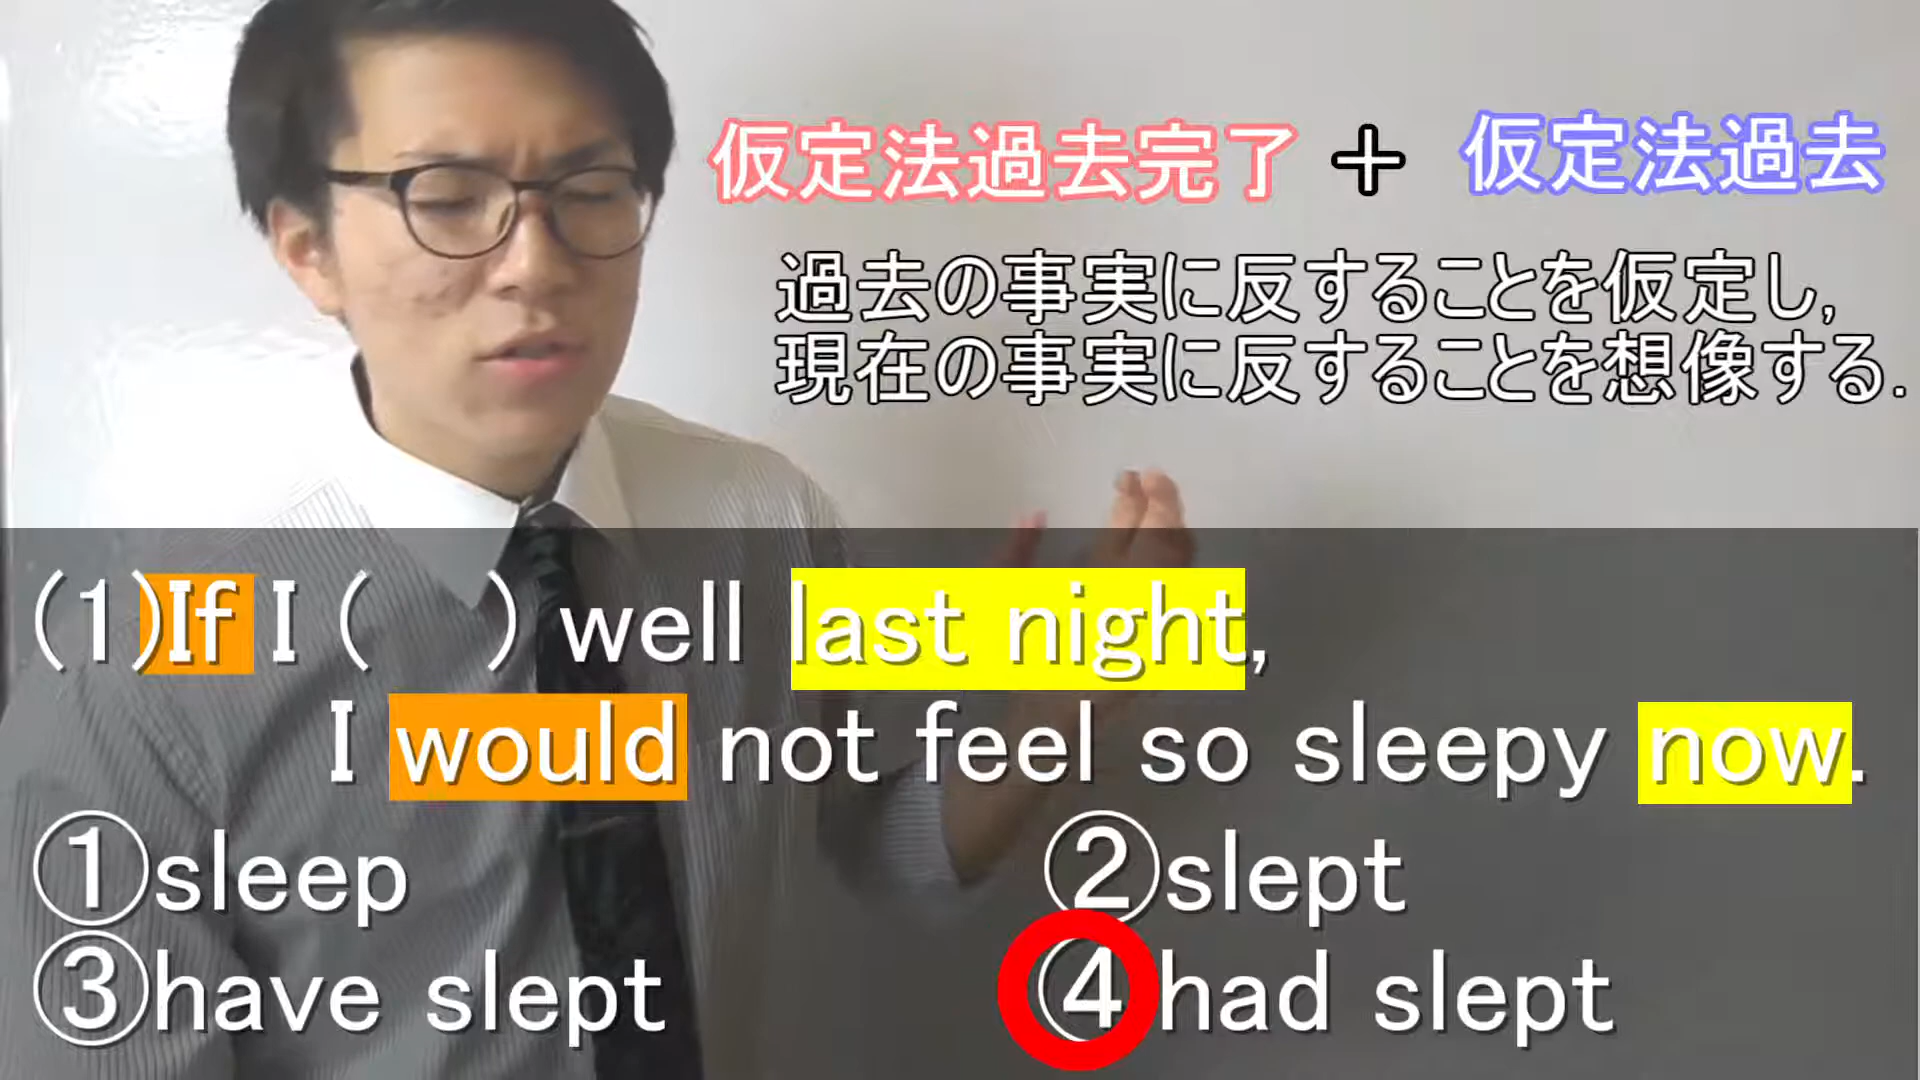 仮定法過去完了 + 仮定法過去
過去の事実に反することを仮定し,
現在の事実に反することを想像する.
(1)If I (   ) well last night,
I would not feel so sleepy now.
①sleep ②slept
③have slept ④had slept